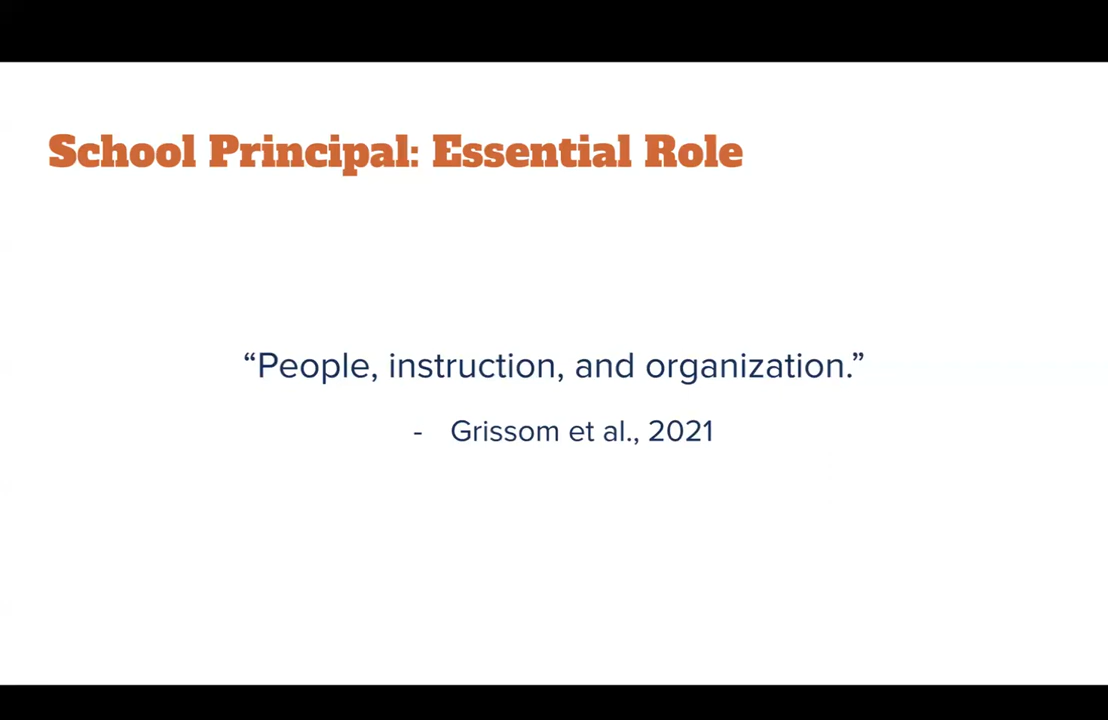 School Principal: Essential Role
“People, instruction, and organization.”
- Grissom et al., 2021